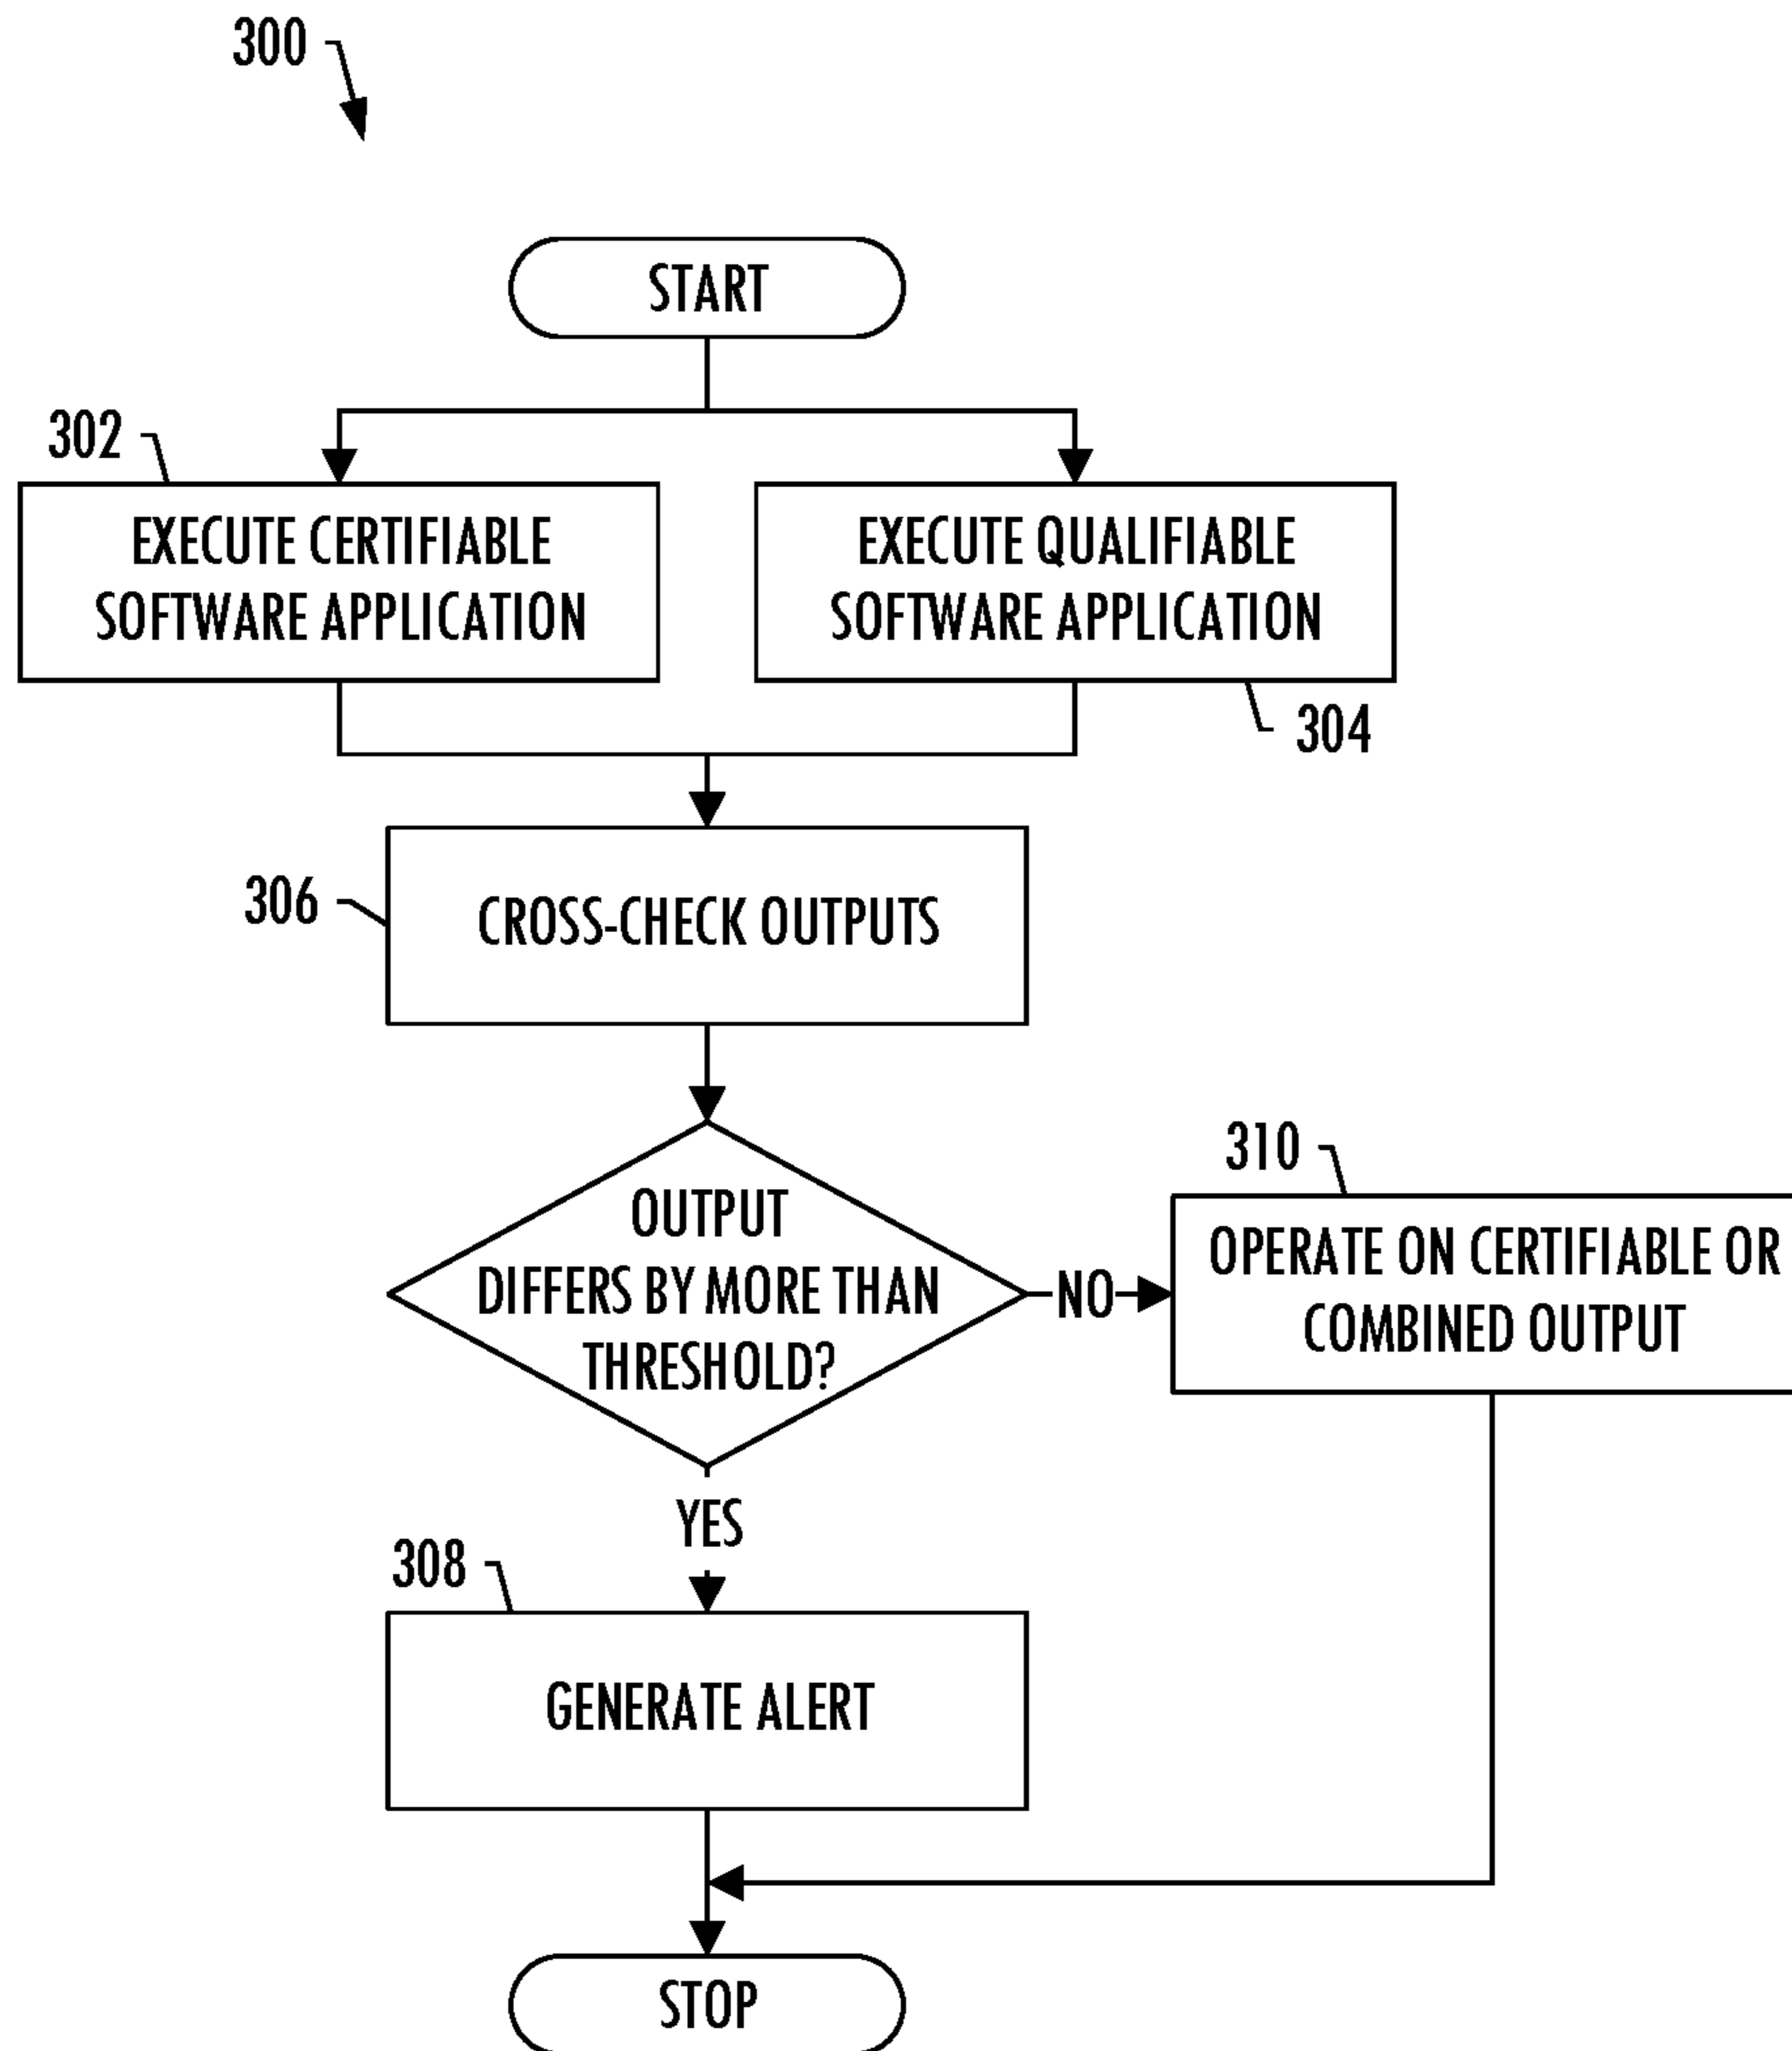 300
START
302
EXECUTE CERTIFIABLE
SOFTWARE APPLICATION
EXECUTE QUALIFIABLE
SOFTWARE APPLICATION
304
306
CROSS-CHECK OUTPUTS
OUTPUT
DIFFERS BY MORE THAN
THRESHOLD?
NO
310
OPERATE ON CERTIFIABLE OR
COMBINED OUTPUT
YES
308
GENERATE ALERT
STOP